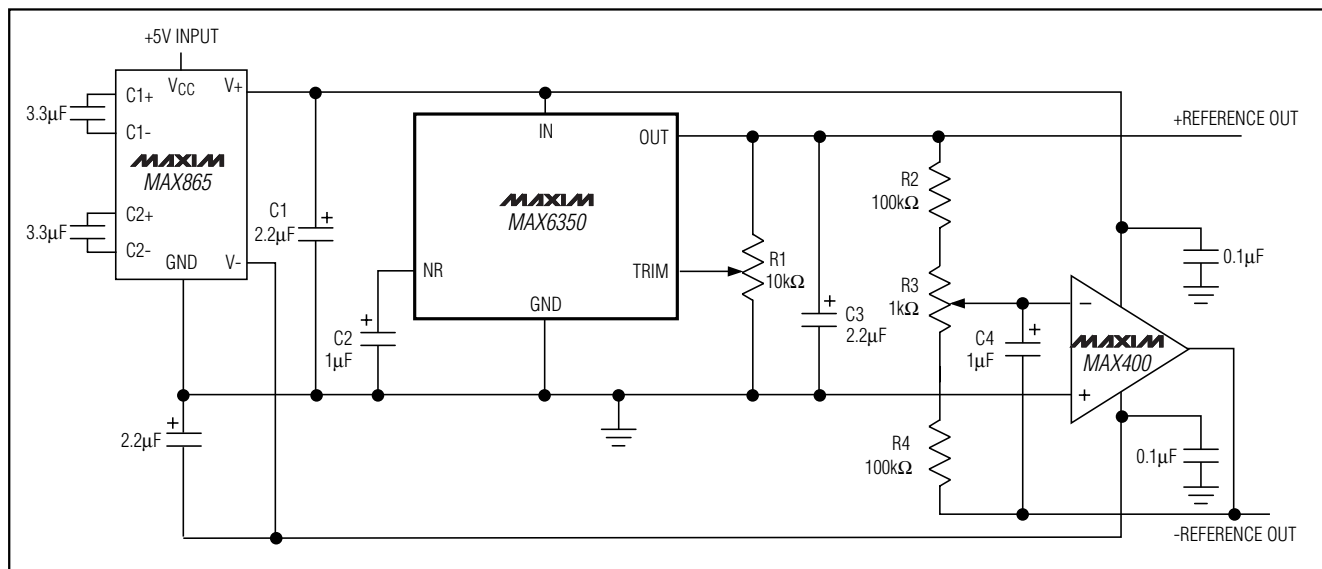 +5V INPUT
VCC
V+
C1+
3.3µF
C1-
MAXIM
MAX865
C2+
3.3µF
C2-
GND
V-
C1
+
2.2µF
+
2.2µF
IN
OUT
MAXIM
MAX6350
NR
TRIM
GND
+
C2
1µF
R1
10kΩ
+
C3
2.2µF
+REFERENCE OUT
R2
100kΩ
R3
1kΩ
R4
100kΩ
+
C4
1µF
−
MAXIM
MAX400
+
0.1µF
0.1µF
-REFERENCE OUT